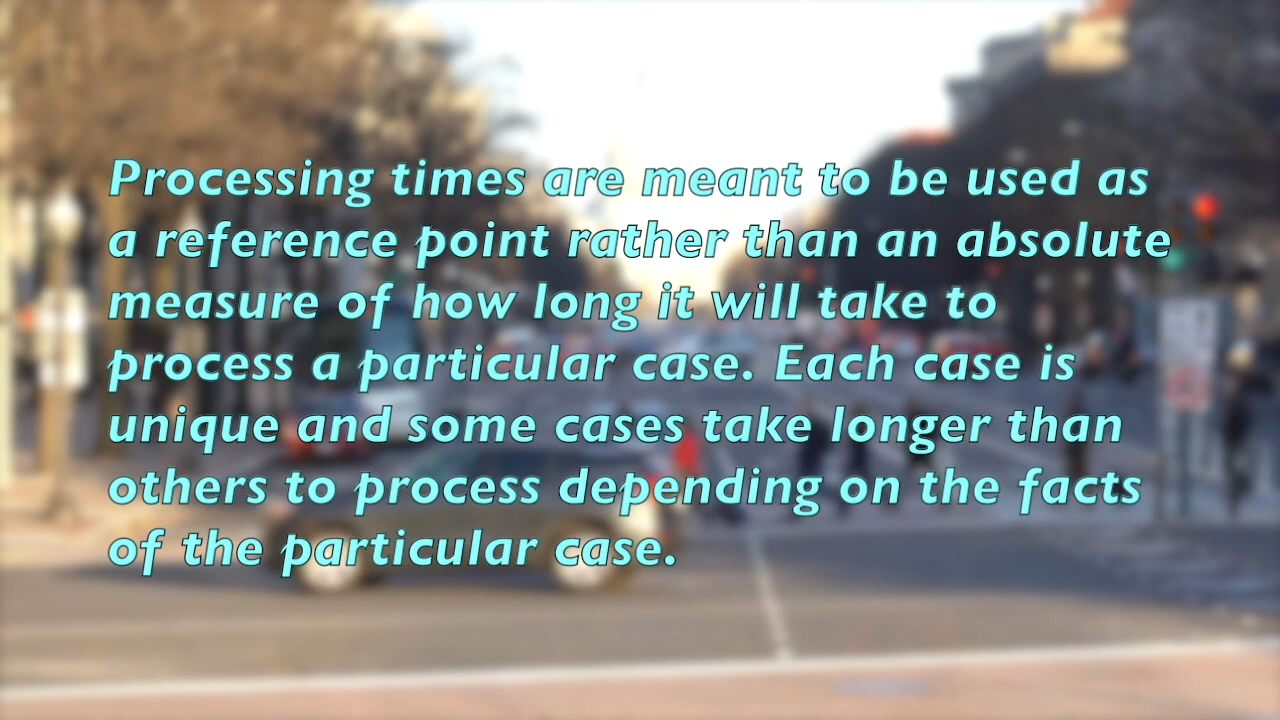 Processing times are meant to be used as
a reference point rather than an absolute
measure of how long it will take to
process a particular case. Each case is
unique and some cases take longer than
others to process depending on the facts
of the particular case.